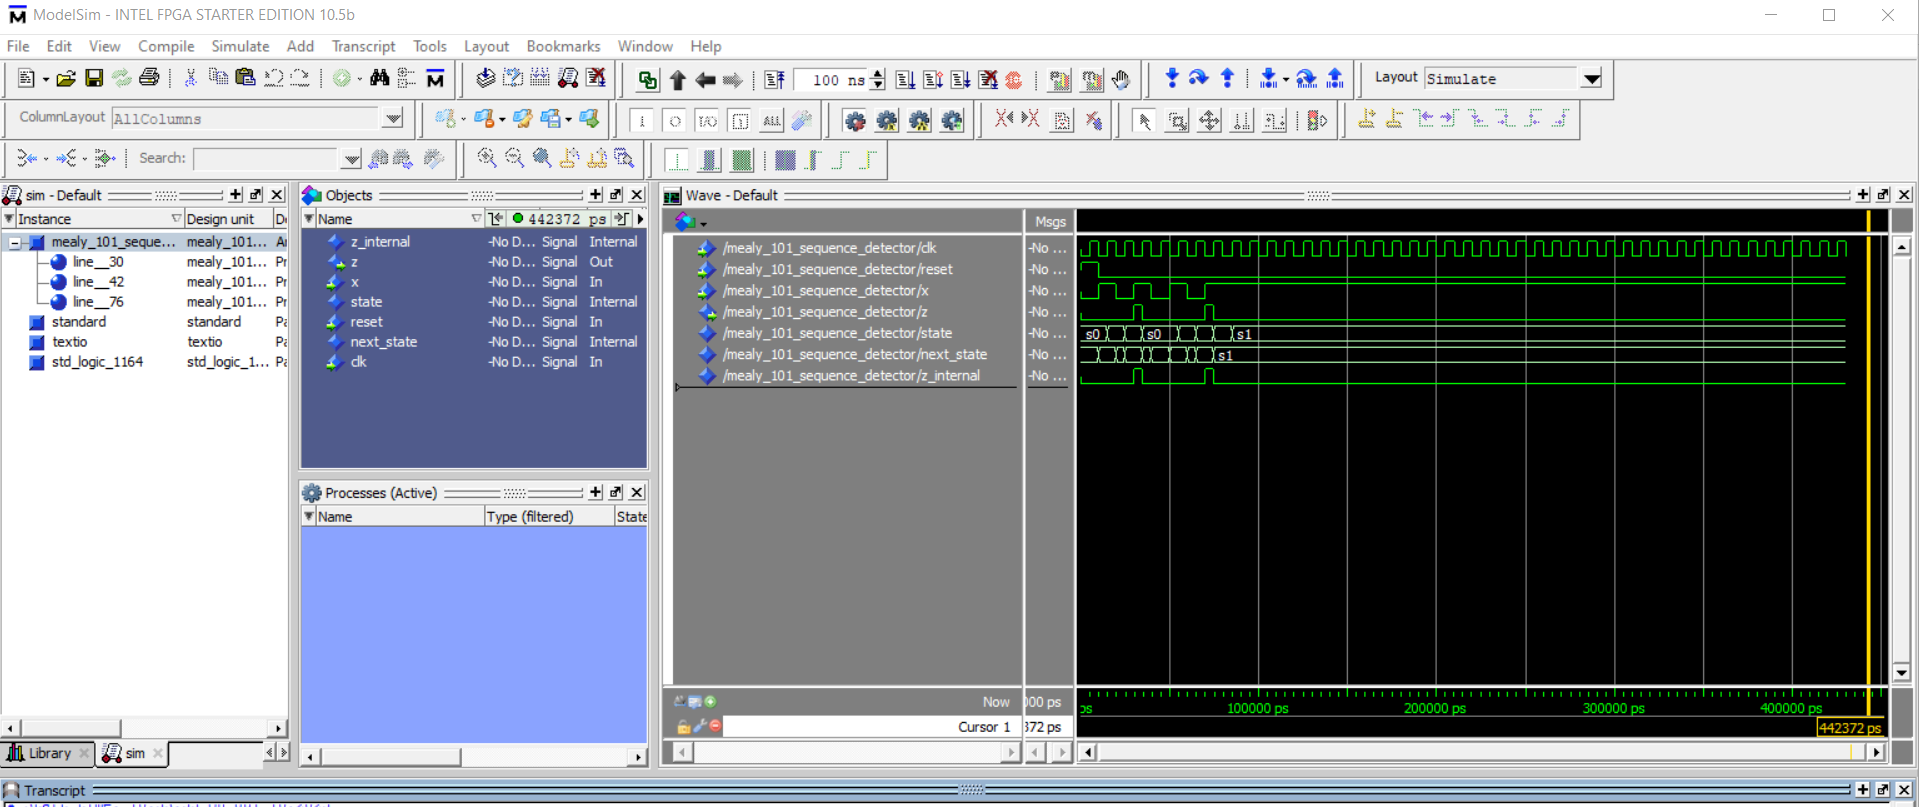 ModelSim - INTEL FPGA STARTER EDITION 10.5b
File Edit View Compile Simulate Add Transcript Tools Layout Bookmarks Window Help
100 ns
Layout Simulate
ColumnLayout AllColumns
Search:
sim - Default
Instance Design unit
mealy_101_seque... mealy_101...
line__30 mealy_101... Pr
line__42 mealy_101... Pr
line__76 mealy_101... Pr
standard standard Pa
textio textio Pa
std_logic_1164 std_logic_1... Pa
Library sim
Objects
Name 442372 ps
z_internal -No D... Signal Internal
z -No D... Signal Out
x -No D... Signal In
state -No D... Signal Internal
reset -No D... Signal In
next_state -No D... Signal Internal
clk -No D... Signal In
Processes (Active)
Name Type (filtered) State
Wave - Default
Msgs
/mealy_101_sequence_detector/clk -No ...
/mealy_101_sequence_detector/reset -No ...
/mealy_101_sequence_detector/x -No ...
/mealy_101_sequence_detector/z -No ...
/mealy_101_sequence_detector/state -No ... s0 s0 s1
/mealy_101_sequence_detector/next_state -No ... s1
/mealy_101_sequence_detector/z_internal -No ...
Now 000 ps ps 100000 ps 200000 ps 300000 ps 400000 ps
Cursor 1 372 ps 442372 ps
Transcript